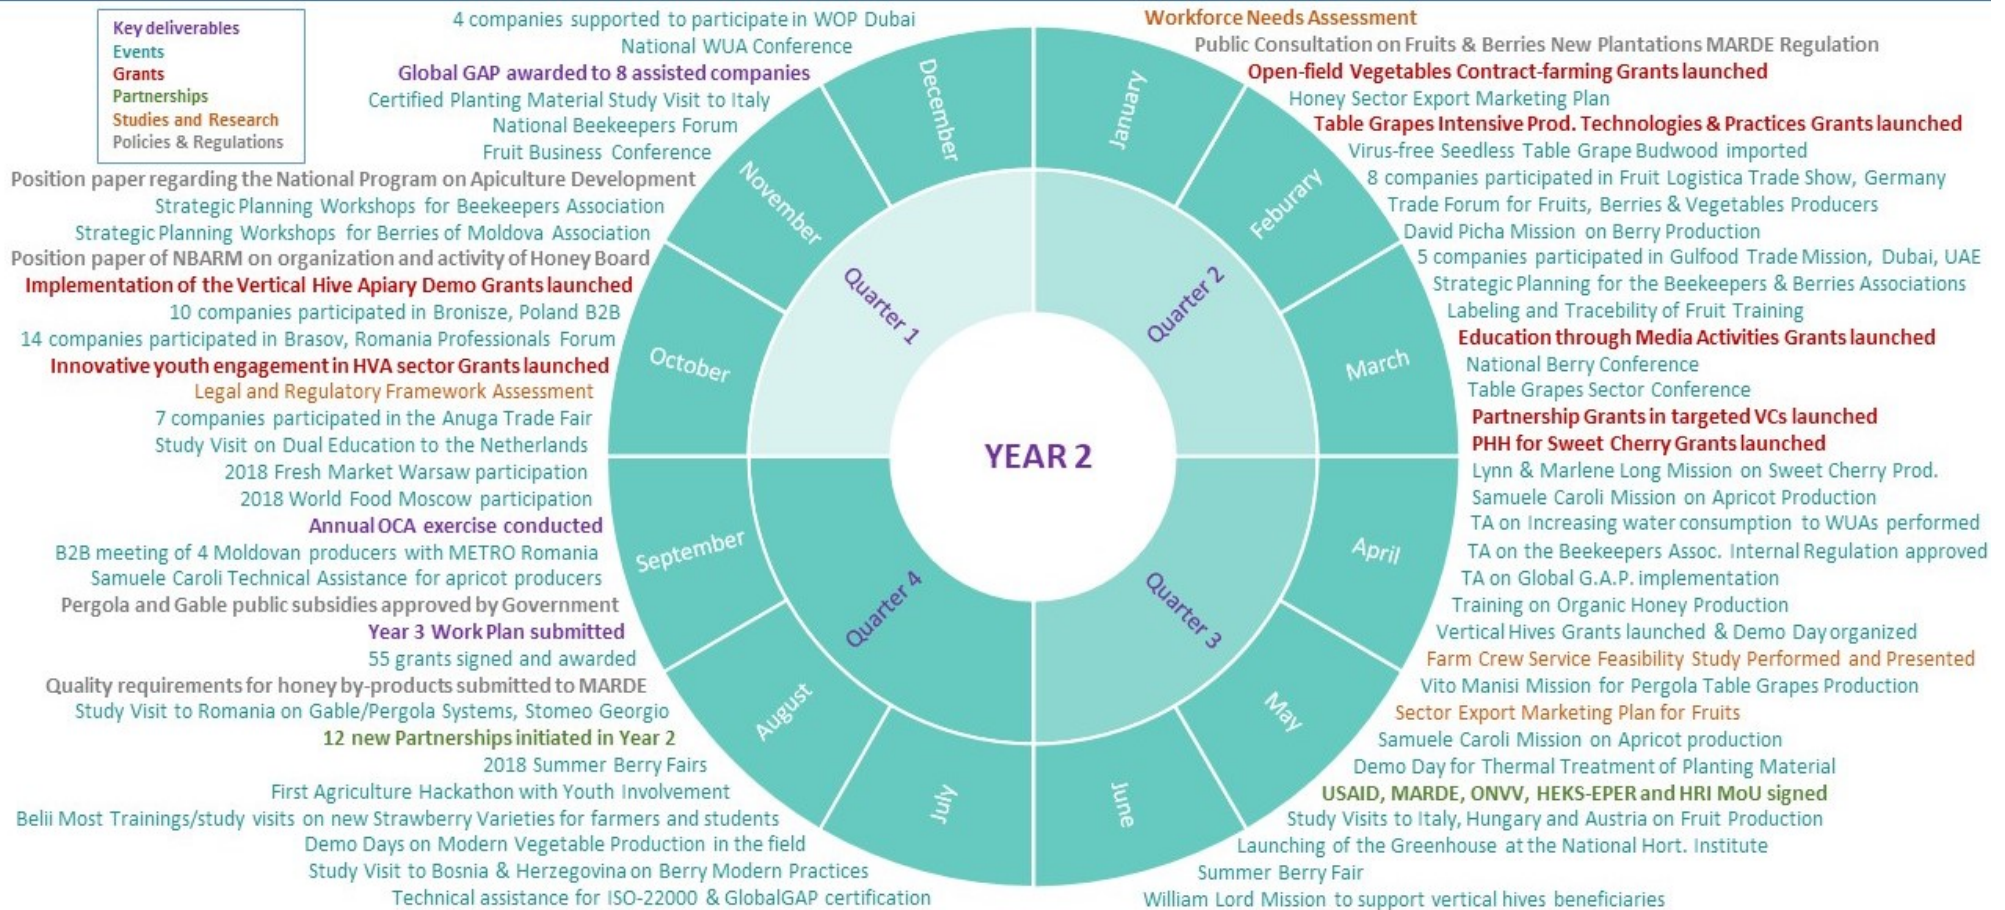 Key deliverables
Events
Grants
Partnerships
Studies and Research
Policies & Regulations
4 companies supported to participate in WOP Dubai
National WUA Conference
Global GAP awarded to 8 assisted companies
Certified Planting Material Study Visit to Italy
National Beekeepers Forum
Fruit Business Conference
Position paper regarding the National Program on Apiculture Development
Strategic Planning Workshops for Beekeepers Association
Strategic Planning Workshops for Berries of Moldova Association
Position paper of NBARM on organization and activity of Honey Board
Implementation of the Vertical Hive Apiary Demo Grants launched
10 companies participated in Bronisze, Poland B2B
14 companies participated in Brasov, Romania Professionals Forum
Innovative youth engagement in HVA sector Grants launched
Legal and Regulatory Framework Assessment
7 companies participated in the Anuga Trade Fair
Study Visit on Dual Education to the Netherlands
2018 Fresh Market Warsaw participation
2018 World Food Moscow participation
Annual OCA exercise conducted
B2B meeting of 4 Moldovan producers with METRO Romania
Samuele Caroli Technical Assistance for apricot producers
Pergola and Gable public subsidies approved by Government
Year 3 Work Plan submitted
55 grants signed and awarded
Quality requirements for honey by-products submitted to MARDE
Study Visit to Romania on Gable/Pergola Systems, Stomeo Georgio
12 new Partnerships initiated in Year 2
2018 Summer Berry Fairs
First Agriculture Hackathon with Youth Involvement
Belii Most Trainings/study visits on new Strawberry Varieties for farmers and students
Demo Days on Modern Vegetable Production in the field
Study Visit to Bosnia & Herzegovina on Berry Modern Practices
Technical assistance for ISO-22000 & GlobalGAP certification
December
January
November
Feburary
October
March
September
April
August
May
July
June
Quarter 1
Quarter 2
YEAR 2
Quarter 4
Quarter 3
Workforce Needs Assessment
Public Consultation on Fruits & Berries New Plantations MARDE Regulation
Open-field Vegetables Contract-farming Grants launched
Honey Sector Export Marketing Plan
Table Grapes Intensive Prod. Technologies & Practices Grants launched
Virus-free Seedless Table Grape Budwood imported
8 companies participated in Fruit Logistica Trade Show, Germany
Trade Forum for Fruits, Berries & Vegetables Producers
David Picha Mission on Berry Production
5 companies participated in Gulfood Trade Mission, Dubai, UAE
Strategic Planning for the Beekeepers & Berries Associations
Labeling and Tracebility of Fruit Training
Education through Media Activities Grants launched
National Berry Conference
Table Grapes Sector Conference
Partnership Grants in targeted VCs launched
PHH for Sweet Cherry Grants launched
Lynn & Marlene Long Mission on Sweet Cherry Prod.
Samuele Caroli Mission on Apricot Production
TA on Increasing water consumption to WUAs performed
TA on the Beekeepers Assoc. Internal Regulation approved
TA on Global G.A.P. implementation
Training on Organic Honey Production
Vertical Hives Grants launched & Demo Day organized
Farm Crew Service Feasibility Study Performed and Presented
Vito Manisi Mission for Pergola Table Grapes Production
Sector Export Marketing Plan for Fruits
Samuele Caroli Mission on Apricot production
Demo Day for Thermal Treatment of Planting Material
USAID, MARDE, ONVV, HEKS-EPER and HRI MoU signed
Study Visits to Italy, Hungary and Austria on Fruit Production
Launching of the Greenhouse at the National Hort. Institute
Summer Berry Fair
William Lord Mission to support vertical hives beneficiaries